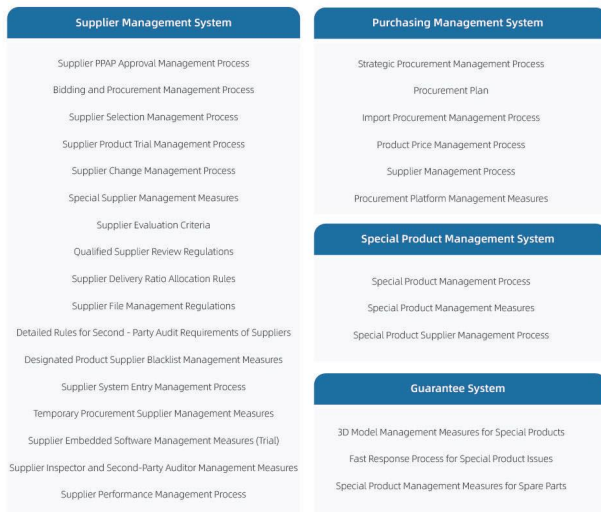 Supplier Management System
Supplier PPAP Approval Management Process
Bidding and Procurement Management Process
Supplier Selection Management Process
Supplier Product Trial Management Process
Supplier Change Management Process
Special Supplier Management Measures
Supplier Evaluation Criteria
Qualified Supplier Review Regulations
Supplier Delivery Ratio Allocation Rules
Supplier File Management Regulations
Detailed Rules for Second - Party Audit Requirements of Suppliers
Designated Product Supplier Blacklist Management Measures
Supplier System Entry Management Process
Temporary Procurement Supplier Management Measures
Supplier Embedded Software Management Measures (Trial)
Supplier Inspector and Second-Party Auditor Management Measures
Supplier Performance Management Process
Purchasing Management System
Strategic Procurement Management Process
Procurement Plan
Import Procurement Management Process
Product Price Management Process
Supplier Management Process
Procurement Platform Management Measures
Special Product Management System
Special Product Management Process
Special Product Management Measures
Special Product Supplier Management Process
Guarantee System
3D Model Management Measures for Special Products
Fast Response Process for Special Product Issues
Special Product Management Measures for Spare Parts